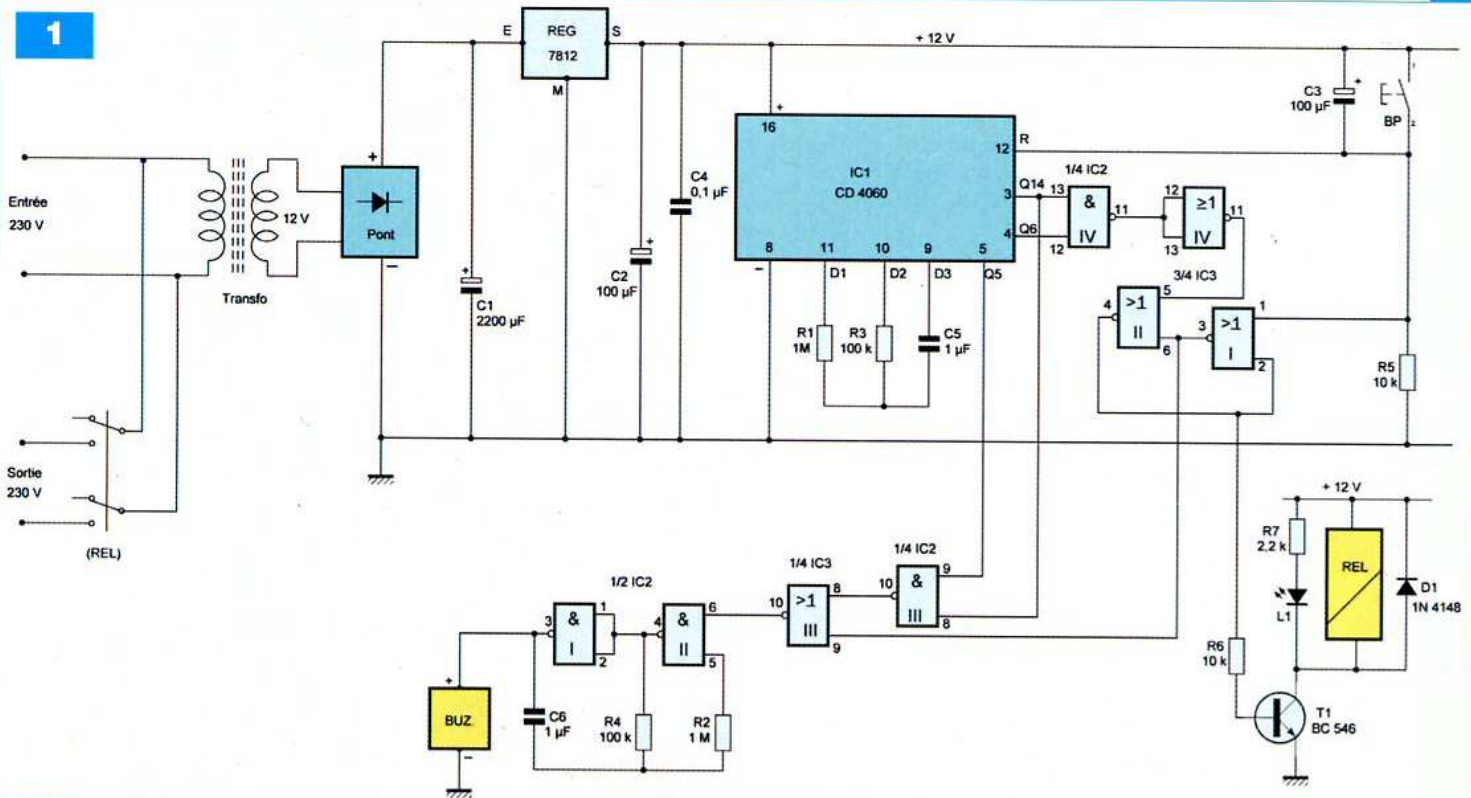 1
E
REG
7812
S
M
+ 12 V
Entrée
230 V
12 V
Transfo
+
Pont
−
+
C1
2200 µF
+
C2
100 µF
C4
0,1 µF
+
16
IC1
CD 4060
R
12
3
Q14
4
Q6
8
−
11
D1
10
D2
9
D3
5
Q5
R1
1M
R3
100 k
C5
1 µF
1/4 IC2
13
&
IV
12
11
12
≥1
IV
13
11
3/4 IC3
4
>1
II
5
6
3
>1
I
1
2
C3
100 µF
+
1
BP
2
R5
10 k
Sortie
230 V
(REL)
1/2 IC2
3
&
I
1
2
4
&
II
6
5
1/4 IC3
10
>1
III
8
9
1/4 IC2
10
&
III
9
8
+
BUZ.
−
C6
1 µF
R4
100 k
R2
1 M
+ 12 V
R7
2,2 k
L1
REL
D1
1N 4148
R6
10 k
T1
BC 546